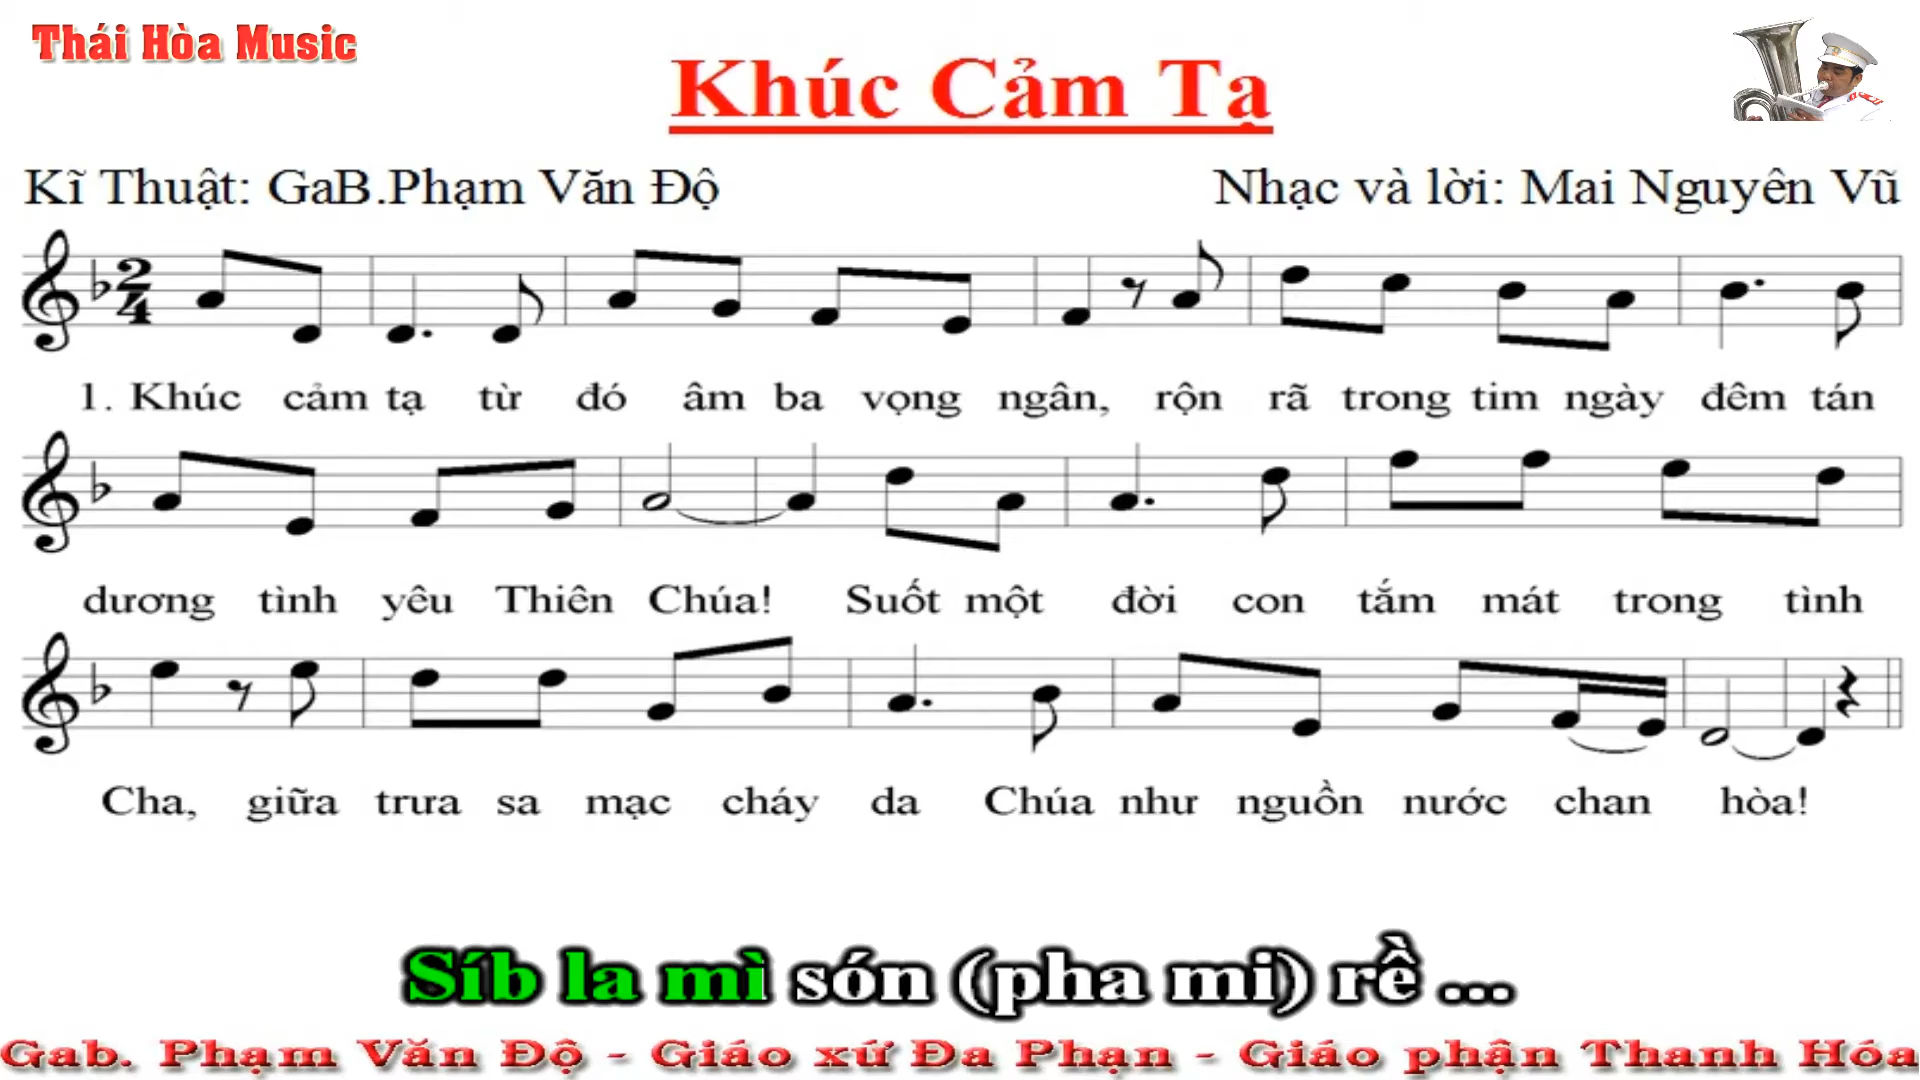 Thái Hòa Music
Khúc Cảm Tạ
Kĩ Thuật: GaB.Phạm Văn Độ
Nhạc và lời: Mai Nguyên Vũ
2
4
1. Khúc cảm tạ từ đó âm ba vọng ngân, rộn rã trong tim ngày đêm tán
dương tình yêu Thiên Chúa! Suốt một đời con tắm mát trong tình
Cha, giữa trưa sa mạc cháy da Chúa như nguồn nước chan hòa!
Síb la mì són (pha mi) rề ...
Gab. Phạm Văn Độ - Giáo xứ Đa Phạn - Giáo phận Thanh Hóa